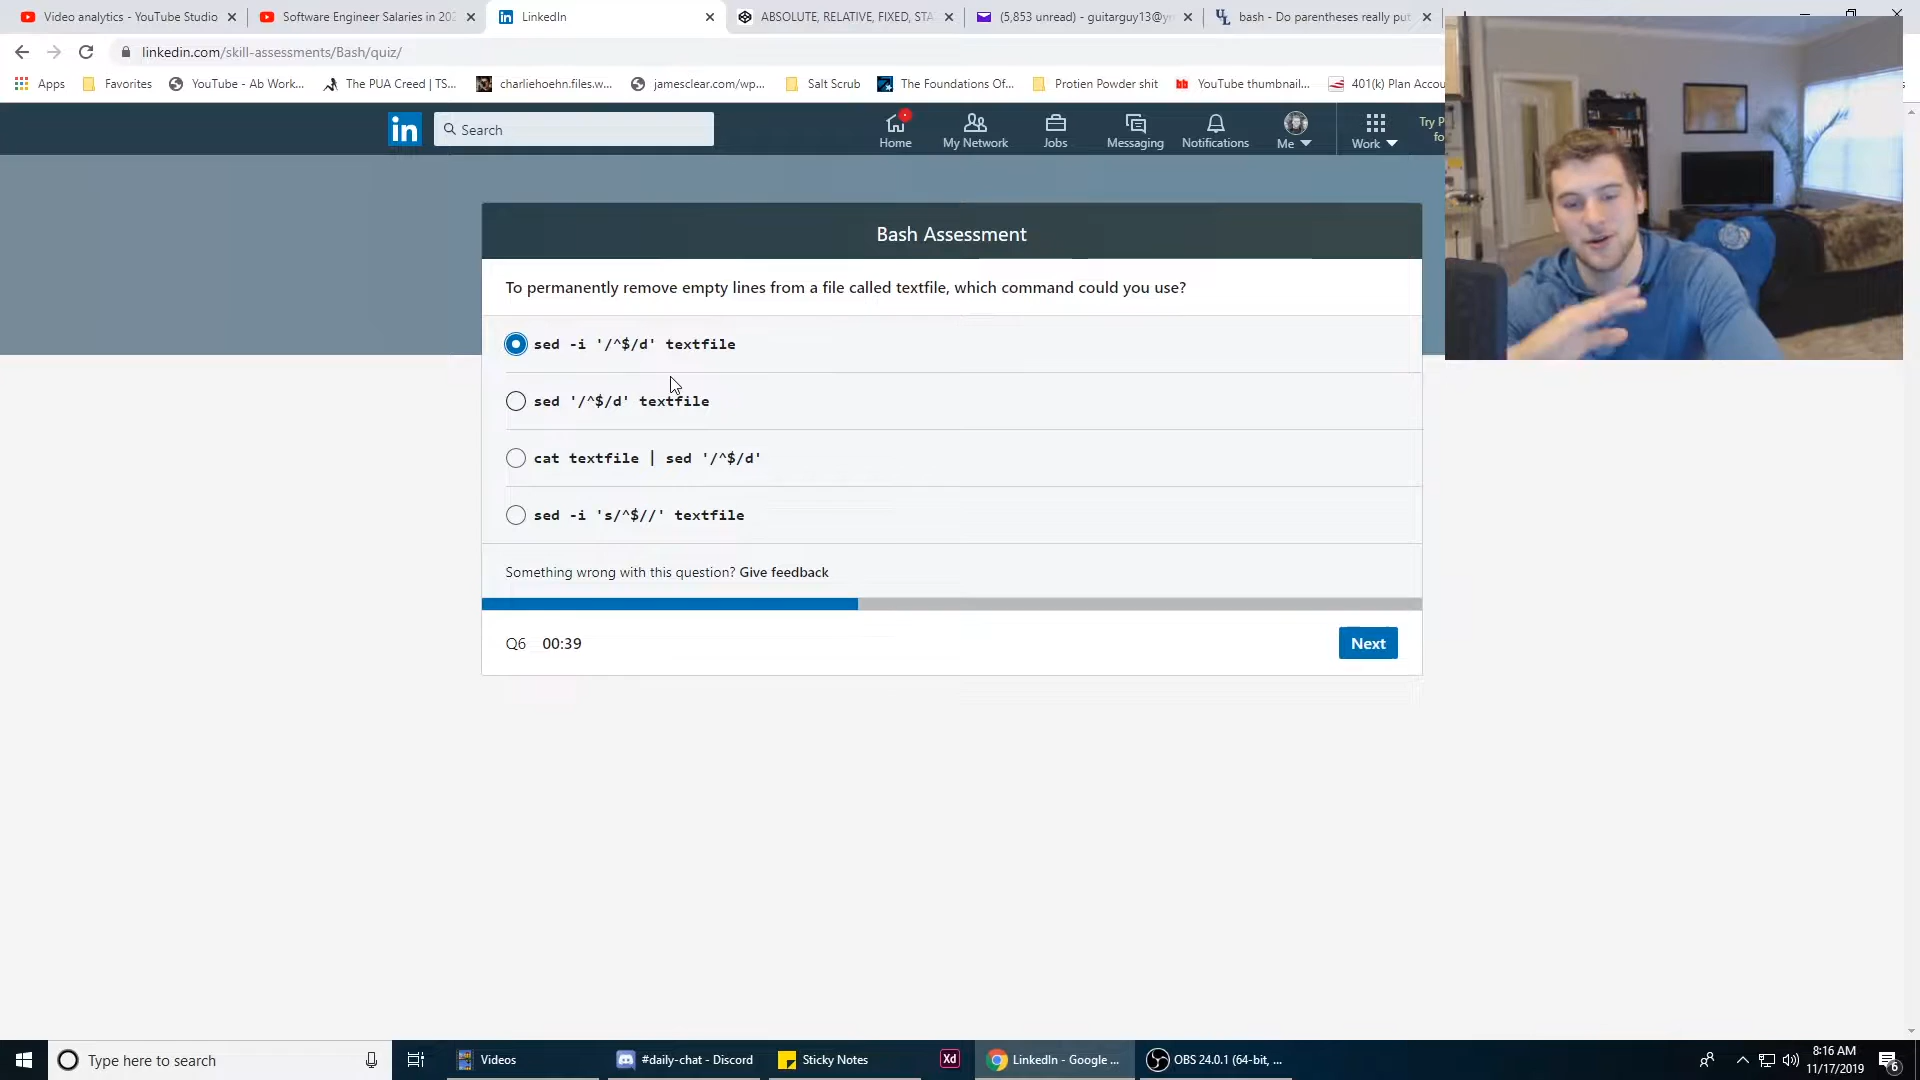 Video analytics - YouTube Studio
Software Engineer Salaries in 202
LinkedIn
ABSOLUTE, RELATIVE, FIXED, STA
(5,853 unread) - guitarguy13@y
bash - Do parentheses really put
linkedin.com/skill-assessments/Bash/quiz/
Apps
Favorites
YouTube - Ab Work...
The PUA Creed | TS...
charliehoehn.files.w...
jamesclear.com/wp...
Salt Scrub
The Foundations Of...
Protien Powder shit
YouTube thumbnail...
401(k) Plan Accou
in
Search
Home
My Network
Jobs
Messaging
Notifications
Me
Work
Try P
fo
Bash Assessment
To permanently remove empty lines from a file called textfile, which command could you use?
sed -i '/^$/d' textfile
sed '/^$/d' textfile
cat textfile | sed '/^$/d'
sed -i 's/^$//' textfile
Something wrong with this question? Give feedback
Q6 00:39
Next
Type here to search
Videos
#daily-chat - Discord
Sticky Notes
Xd
LinkedIn - Google ...
OBS 24.0.1 (64-bit, ...
8:16 AM
11/17/2019
6